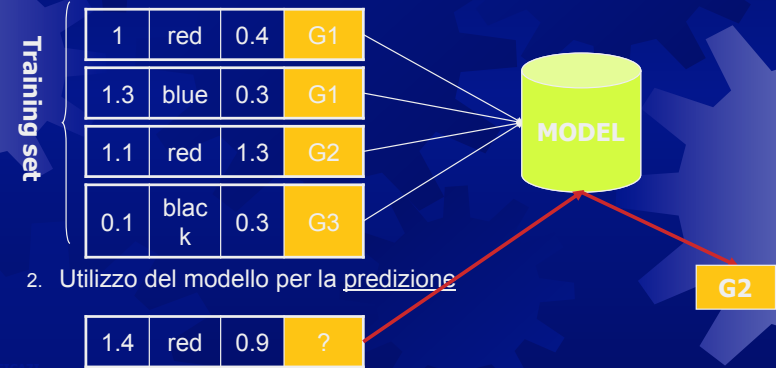 Training set
1 red 0.4 G1
1.3 blue 0.3 G1
1.1 red 1.3 G2
0.1 blac
k 0.3 G3
MODEL
2. Utilizzo del modello per la predizione
1.4 red 0.9 ?
G2